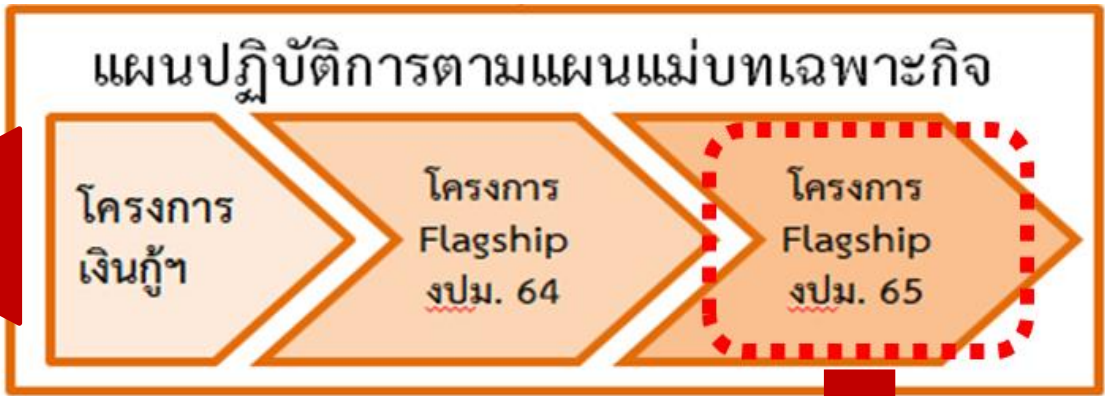 แผนปฏิบัติการตามแผนแม่บทเฉพาะกิจ
โครงการ
เงินกู้ฯ
โครงการ
Flagship
งปม. 64
โครงการ
Flagship
งปม. 65